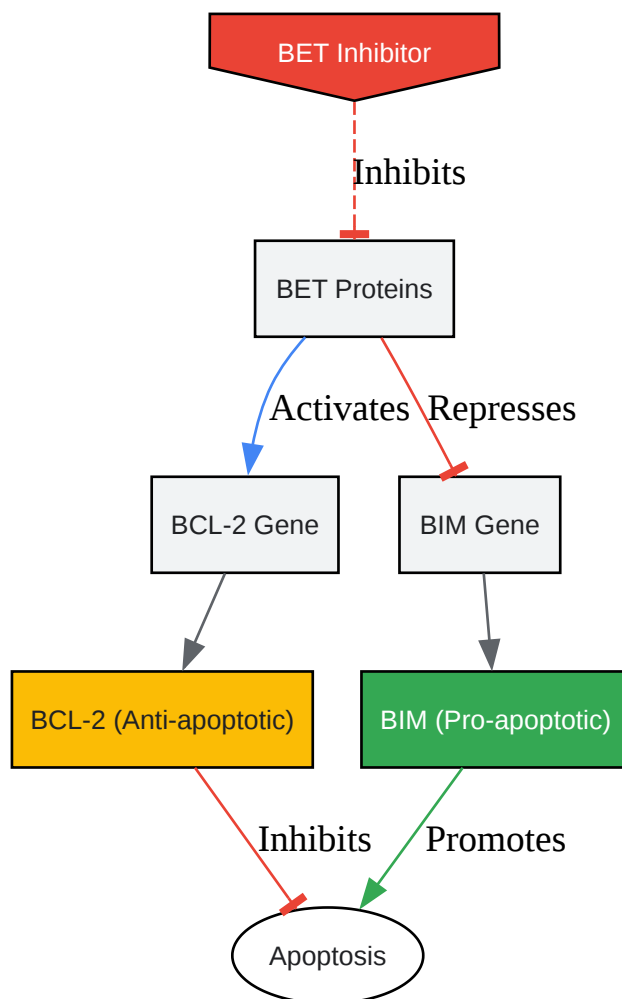 BET Inhibitor
Inhibits
BET Proteins
Activates
Represses
BCL-2 Gene
BIM Gene
BCL-2 (Anti-apoptotic)
BIM (Pro-apoptotic)
Inhibits
Promotes
Apoptosis